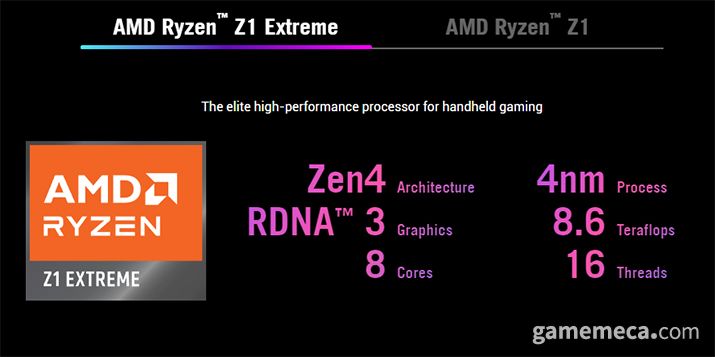 AMD Ryzen™ Z1 Extreme
AMD Ryzen™ Z1
The elite high-performance processor for handheld gaming
AMD
RYZEN
Z1 EXTREME
Zen4 Architecture
4nm Process
RDNA™ 3 Graphics
8.6 Teraflops
8 Cores
16 Threads
gamemeca.com